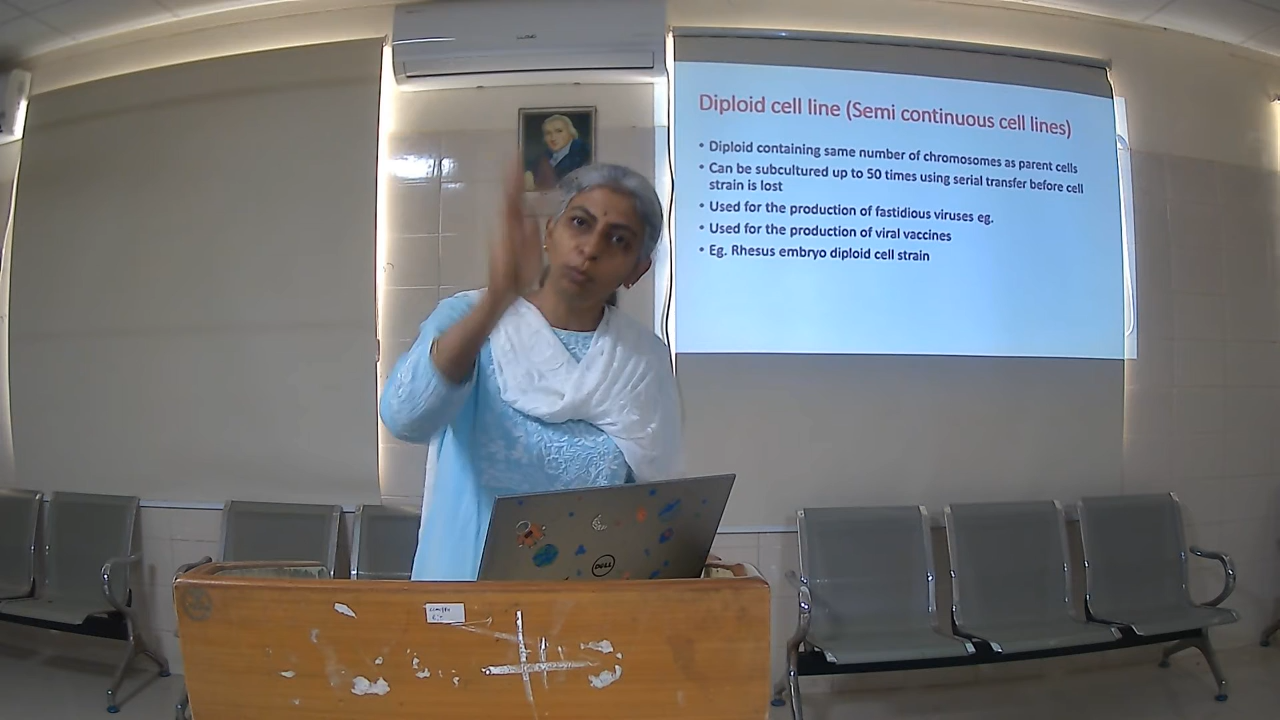 Diploid cell line (Semi continuous cell lines)
• Diploid containing same number of chromosomes as parent cells
• Can be subcultured up to 50 times using serial transfer before cell
strain is lost
• Used for the production of fastidious viruses eg.
• Used for the production of viral vaccines
• Eg. Rhesus embryo diploid cell strain
DELL